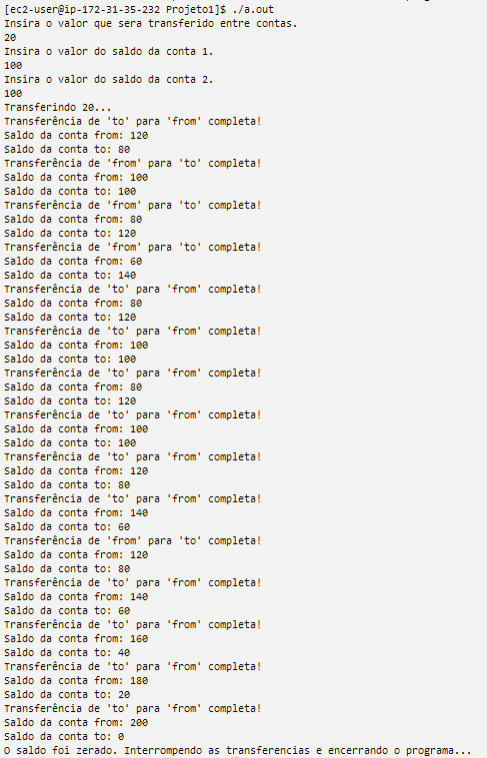 [ec2-user@ip-172-31-35-232 Projeto1]$ ./a.out
Insira o valor que sera transferido entre contas.
20
Insira o valor do saldo da conta 1.
100
Insira o valor do saldo da conta 2.
100
Transferindo 20...
Transferência de 'to' para 'from' completa!
Saldo da conta from: 120
Saldo da conta to: 80
Transferência de 'from' para 'to' completa!
Saldo da conta from: 100
Saldo da conta to: 100
Transferência de 'from' para 'to' completa!
Saldo da conta from: 80
Saldo da conta to: 120
Transferência de 'from' para 'to' completa!
Saldo da conta from: 60
Saldo da conta to: 140
Transferência de 'to' para 'from' completa!
Saldo da conta from: 80
Saldo da conta to: 120
Transferência de 'to' para 'from' completa!
Saldo da conta from: 100
Saldo da conta to: 100
Transferência de 'to' para 'from' completa!
Saldo da conta from: 80
Saldo da conta to: 120
Transferência de 'to' para 'from' completa!
Saldo da conta from: 100
Saldo da conta to: 100
Transferência de 'to' para 'from' completa!
Saldo da conta from: 120
Saldo da conta to: 80
Transferência de 'to' para 'from' completa!
Saldo da conta from: 140
Saldo da conta to: 60
Transferência de 'from' para 'to' completa!
Saldo da conta from: 120
Saldo da conta to: 80
Transferência de 'to' para 'from' completa!
Saldo da conta from: 140
Saldo da conta to: 60
Transferência de 'to' para 'from' completa!
Saldo da conta from: 160
Saldo da conta to: 40
Transferência de 'to' para 'from' completa!
Saldo da conta from: 180
Saldo da conta to: 20
Transferência de 'to' para 'from' completa!
Saldo da conta from: 200
Saldo da conta to: 0
O saldo foi zerado. Interrompendo as transferencias e encerrando o programa...